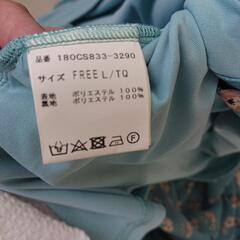 品番 180CS833-3290
サイズ FREE L/TQ
表地 ポリエステル 100%
裏地 ポリエステル 100%